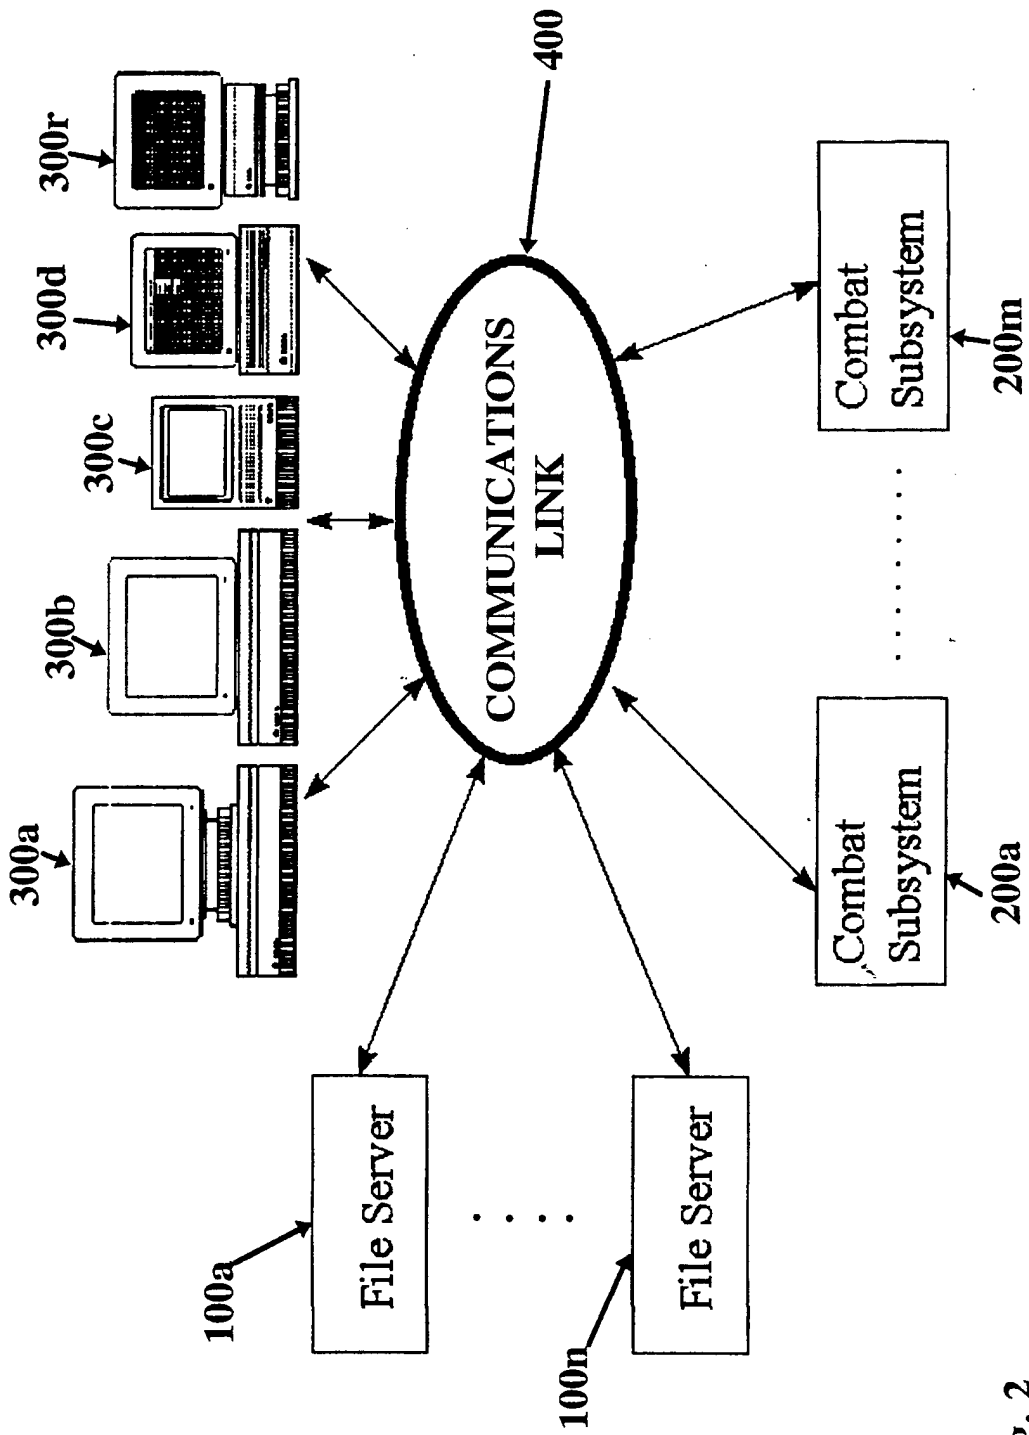 300a
300b
300c
300d
300r
400
COMMUNICATIONS
LINK
100a
File Server
. . . .
100n
File Server
Combat
Subsystem
200a
. . . . . . . . .
Combat
Subsystem
200m
2